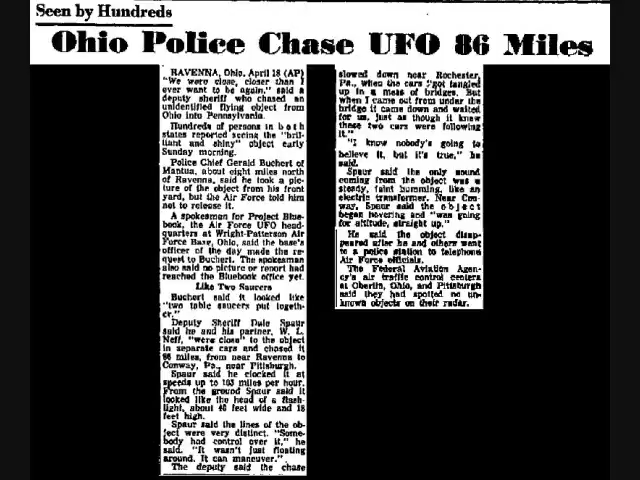 Seen by Hundreds
Ohio Police Chase UFO 86 Miles
RAVENNA, Ohio, April 18 (AP)
"We were close, closer than I
ever want to be again," said a
deputy sheriff who chased an
unidentified flying object from
Ohio into Pennsylvania.
Hundreds of persons in both
states reported seeing the "bril-
liant and shiny" object early
Sunday morning.
Police Chief Gerald Buchert of
Mantua, about eight miles north
of Ravenna, said he took a pic-
ture of the object from his front
yard, but the Air Force told him
not to release it.
A spokesman for Project Blue-
book, the Air Force UFO head-
quarters at Wright-Patterson Air
Force Base, Ohio, said the base's
officer of the day made the re-
quest to Buchert. The spokesman
also said no picture or report had
reached the Bluebook office yet.
Like Two Saucers
Buchert said it looked like
"two table saucers put togeth-
er."
Deputy Sheriff Dale Spaur
said he and his partner, W. L.
Neff, "were close" to the object
in separate cars and chased it
86 miles, from near Ravenna to
Conway, Pa., near Pittsburgh.
Spaur said he clocked it at
speeds up to 103 miles per hour.
From the ground Spaur said it
looked like the head of a flash-
light, about 40 feet wide and 18
feet high.
Spaur said the lines of the ob-
ject were very distinct. "Some-
body had control over it," he
said. "It wasn't just floating
around. It can maneuver."
The deputy said the chase
slowed down near Rochester,
Pa., when the cars "got tangled
up in a mess of bridges. But
when I came out from under the
bridge it came down and waited
for us, just as though it knew
these two cars were following
it."
"I know nobody's going to
believe it, but it's true," he
said.
Spaur said the only sound
coming from the object was a
steady, faint humming, like an
electric transformer. Near Con-
way, Spaur said the object
began hovering and "was going
for altitude, straight up."
He said the object disap-
peared after he and others went
to a police station to telephone
Air Force officials.
The Federal Aviation Agen-
cy's air traffic control centers
at Oberlin, Ohio, and Pittsburgh
said they had spotted no un-
known objects on their radar.